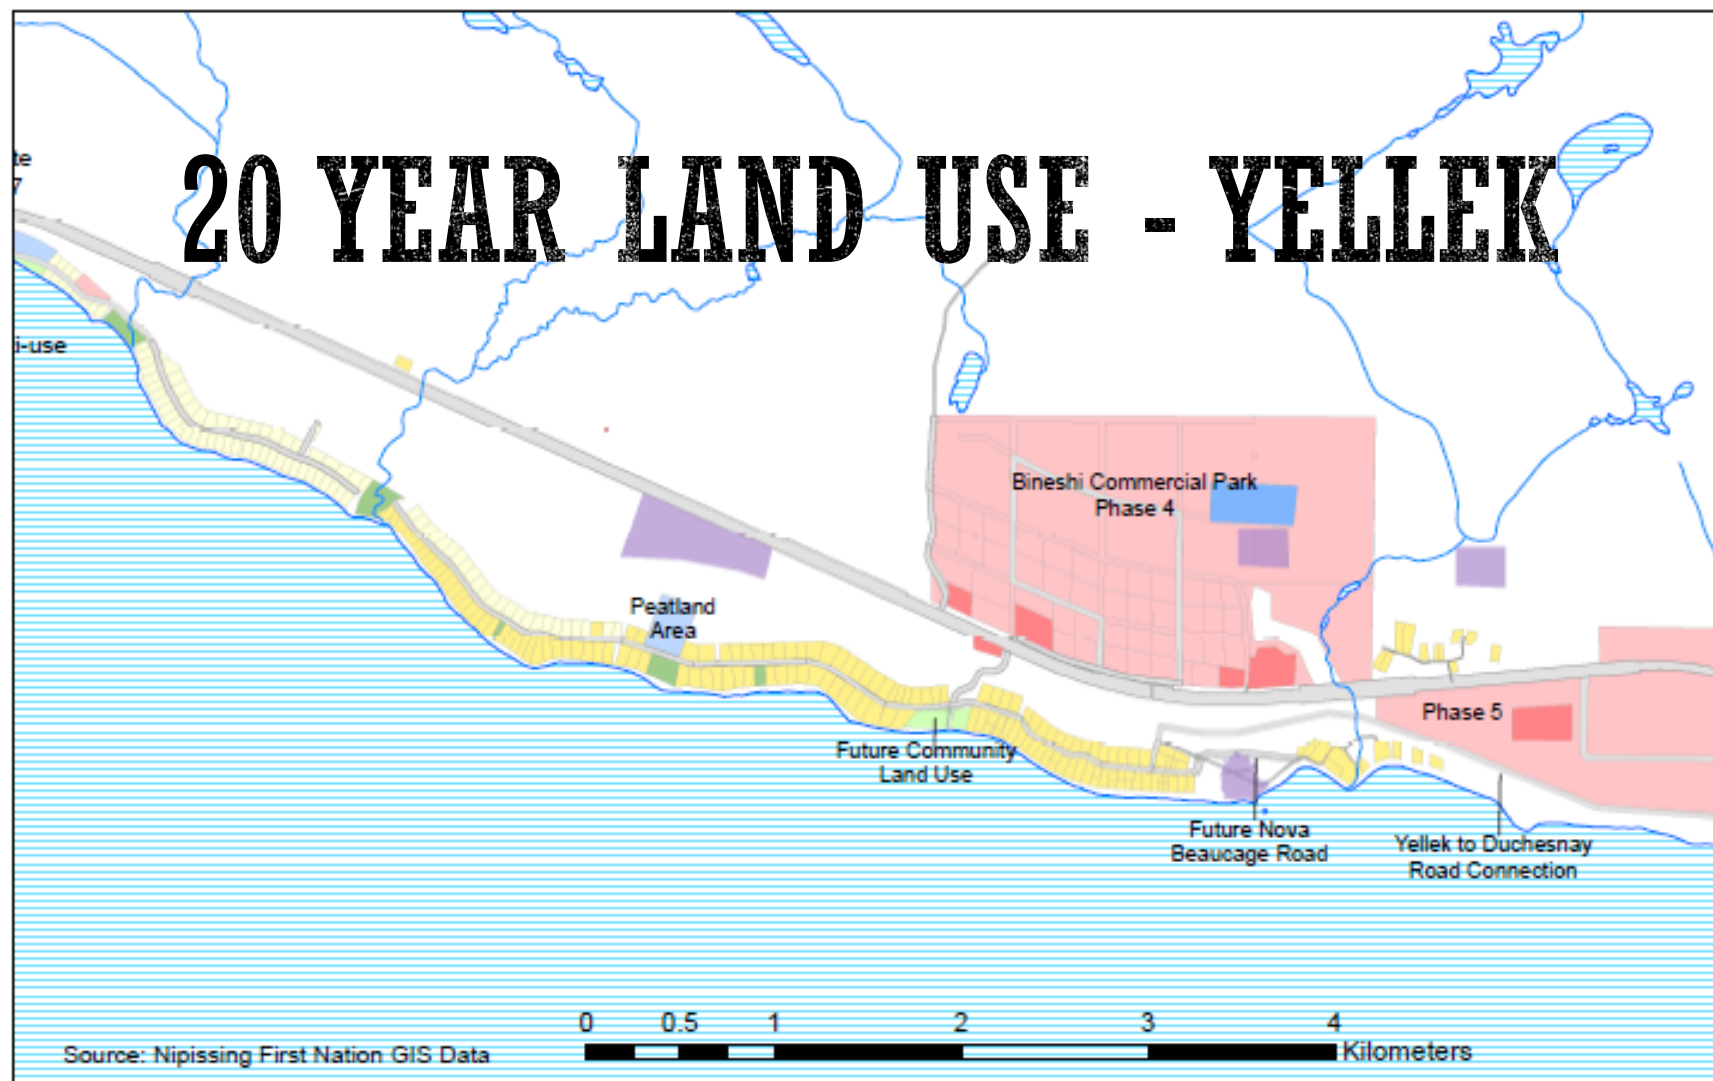 20 YEAR LAND USE - YELLEK
te
i-use
Bineshi Commercial Park
Phase 4
Peatland
Area
Phase 5
Future Community
Land Use
Future Nova
Beaucage Road
Yellek to Duchesnay
Road Connection
0 0.5 1 2 3 4
Kilometers
Source: Nipissing First Nation GIS Data